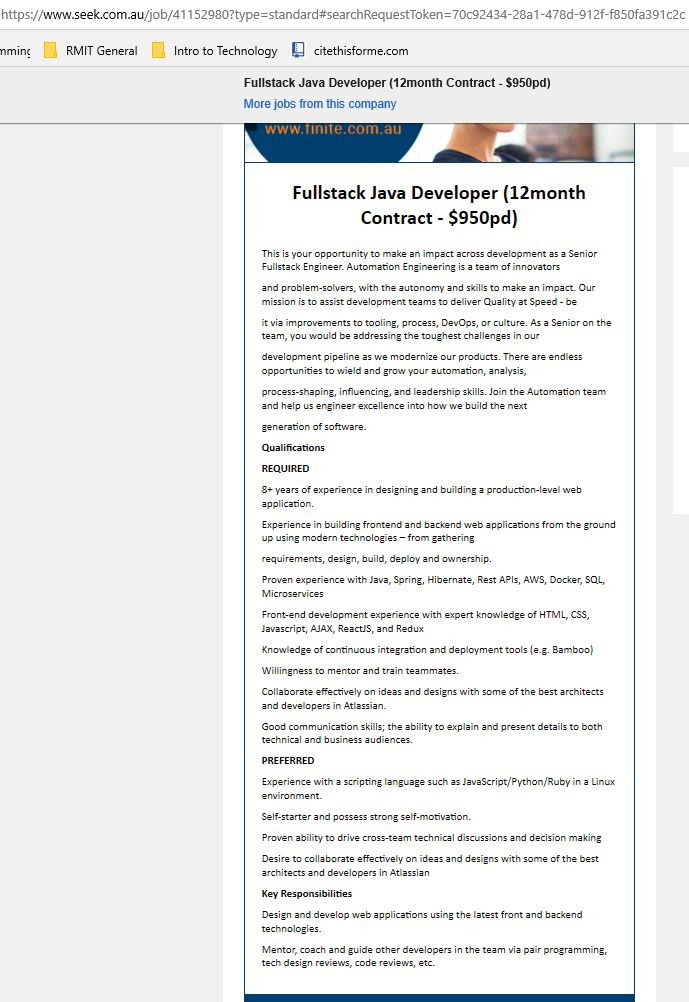 https://www.seek.com.au/job/41152980?type=standard#searchRequestToken=70c92434-28a1-478d-912f-f850fa391c2c
RMIT General Intro to Technology citethisforme.com
Fullstack Java Developer (12month Contract - $950pd)
More jobs from this company
www.finite.com.au
Fullstack Java Developer (12month
Contract - $950pd)
This is your opportunity to make an impact across development as a Senior
Fullstack Engineer. Automation Engineering is a team of innovators
and problem-solvers, with the autonomy and skills to make an impact. Our
mission is to assist development teams to deliver Quality at Speed - be
it via improvements to tooling, process, DevOps, or culture. As a Senior on the
team, you would be addressing the toughest challenges in our
development pipeline as we modernize our products. There are endless
opportunities to wield and grow your automation, analysis,
process-shaping, influencing, and leadership skills. Join the Automation team
and help us engineer excellence into how we build the next
generation of software.
Qualifications
REQUIRED
8+ years of experience in designing and building a production-level web
application.
Experience in building frontend and backend web applications from the ground
up using modern technologies – from gathering
requirements, design, build, deploy and ownership.
Proven experience with Java, Spring, Hibernate, Rest APIs, AWS, Docker, SQL,
Microservices
Front-end development experience with expert knowledge of HTML, CSS,
Javascript, AJAX, ReactJS, and Redux
Knowledge of continuous integration and deployment tools (e.g. Bamboo)
Willingness to mentor and train teammates.
Collaborate effectively on ideas and designs with some of the best architects
and developers in Atlassian.
Good communication skills; the ability to explain and present details to both
technical and business audiences.
PREFERRED
Experience with a scripting language such as JavaScript/Python/Ruby in a Linux
environment.
Self-starter and possess strong self-motivation.
Proven ability to drive cross-team technical discussions and decision making
Desire to collaborate effectively on ideas and designs with some of the best
architects and developers in Atlassian
Key Responsibilities
Design and develop web applications using the latest front and backend
technologies.
Mentor, coach and guide other developers in the team via pair programming,
tech design reviews, code reviews, etc.